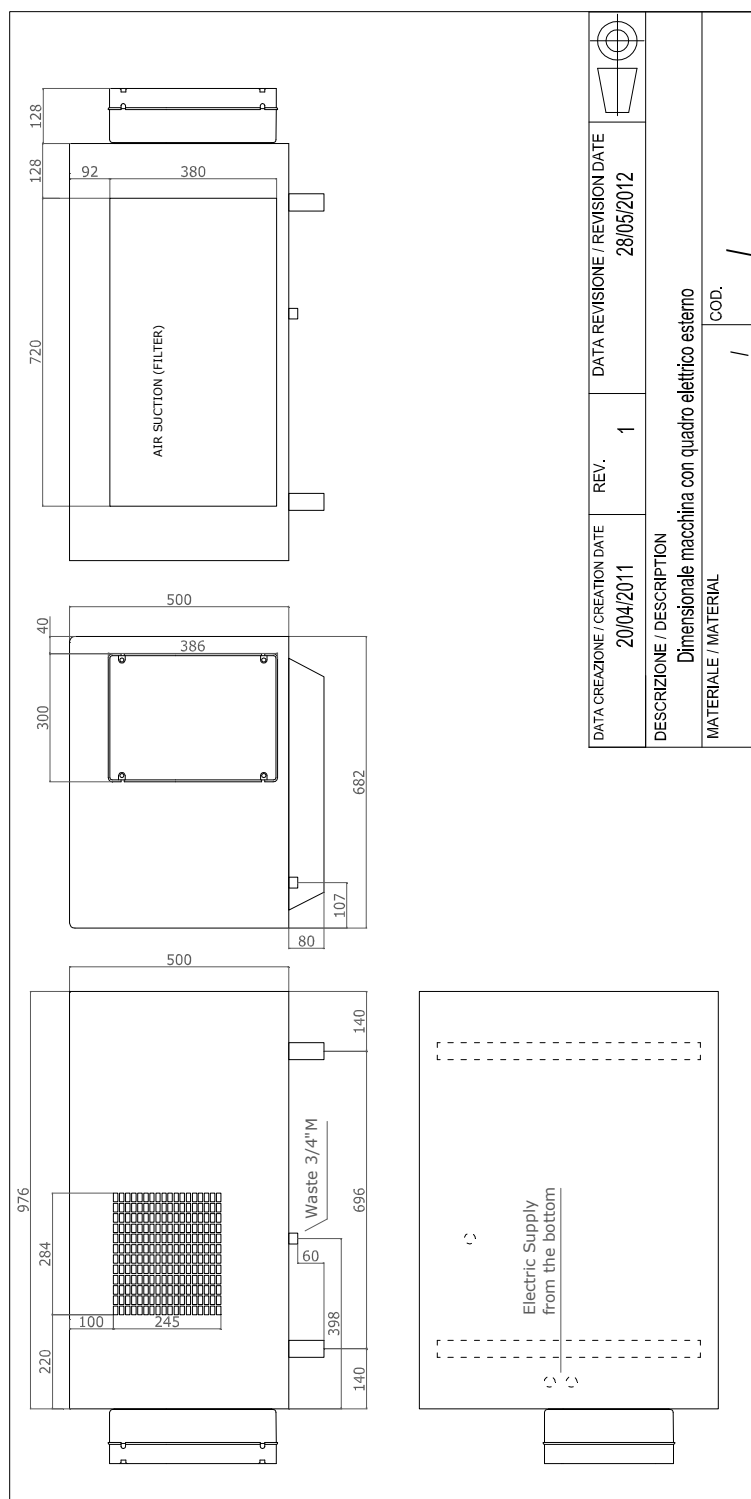 128
128
92
380
720
AIR SUCTION (FILTER)
500
40
386
300
682
107
80
500
976
284
100
245
220
140
Waste 3/4"M
696
60
398
140
Electric Supply
from the bottom
DATA CREAZIONE / CREATION DATE
20/04/2011
REV.
1
DATA REVISIONE / REVISION DATE
28/05/2012
DESCRIZIONE / DESCRIPTION
Dimensionale macchina con quadro elettrico esterno
MATERIALE / MATERIAL
/
COD.
/